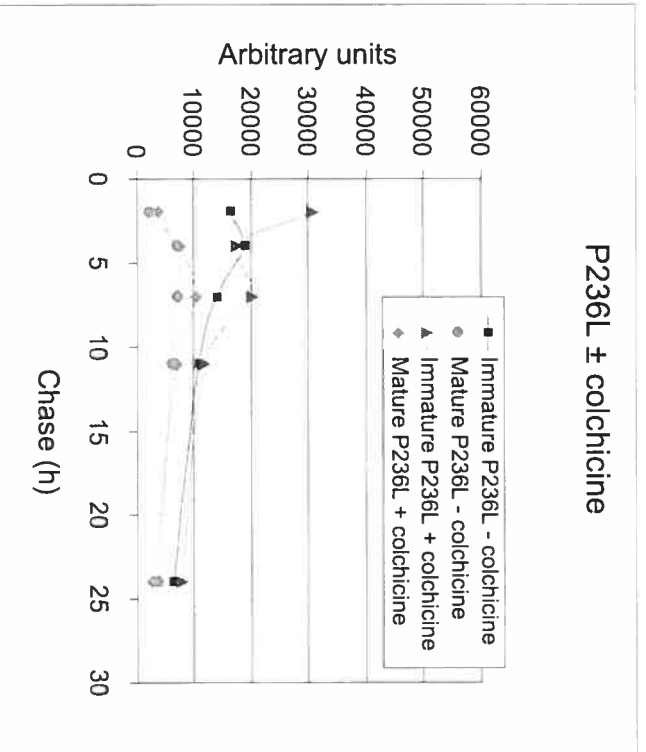 P236L ± colchicine
Arbitrary units
60000
50000
40000
30000
20000
10000
0
Immature P236L - colchicine
Mature P236L - colchicine
Immature P236L + colchicine
Mature P236L + colchicine
0 5 10 15 20 25 30
Chase (h)